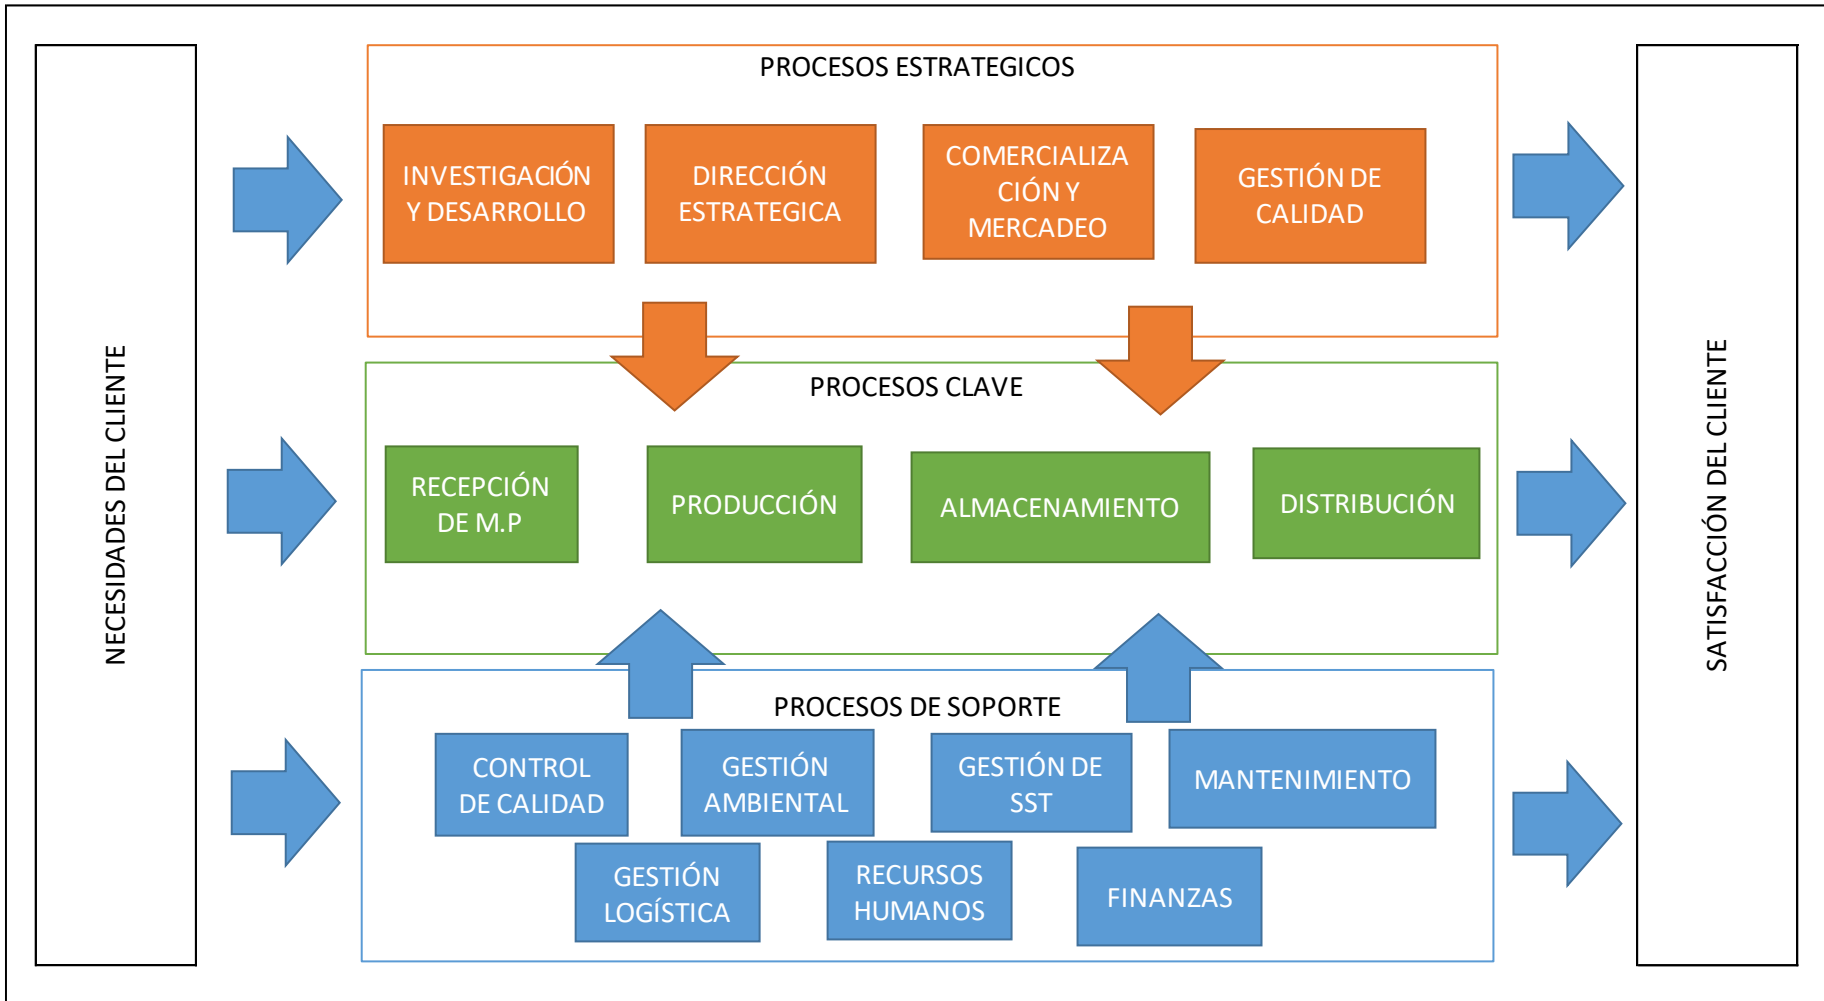 NECESIDADES DEL CLIENTE
PROCESOS ESTRATEGICOS
INVESTIGACIÓN
Y DESARROLLO
DIRECCIÓN
ESTRATEGICA
COMERCIALIZA
CIÓN Y
MERCADEO
GESTIÓN DE
CALIDAD
PROCESOS CLAVE
RECEPCIÓN
DE M.P
PRODUCCIÓN
ALMACENAMIENTO
DISTRIBUCIÓN
PROCESOS DE SOPORTE
CONTROL
DE CALIDAD
GESTIÓN
AMBIENTAL
GESTIÓN DE
SST
MANTENIMIENTO
GESTIÓN
LOGÍSTICA
RECURSOS
HUMANOS
FINANZAS
SATISFACCIÓN DEL CLIENTE